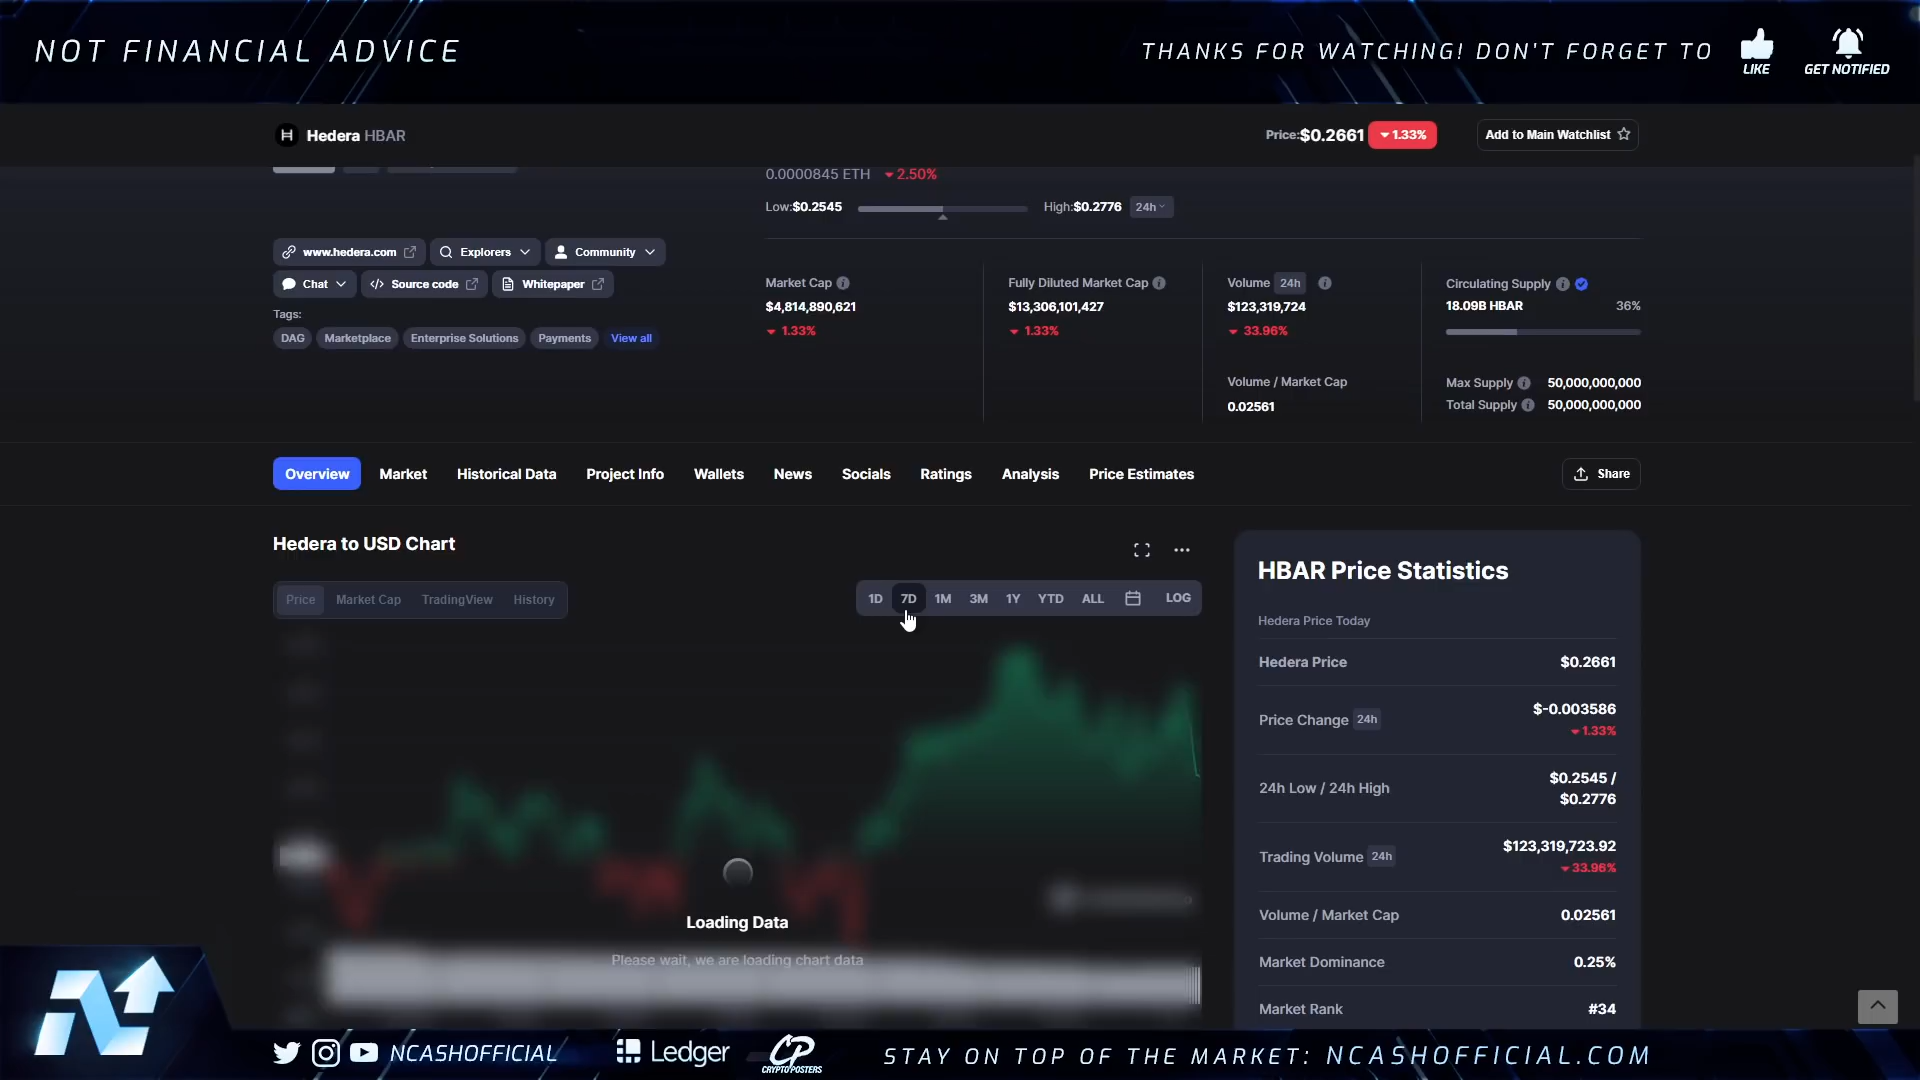 NOT FINANCIAL ADVICE
THANKS FOR WATCHING! DON'T FORGET TO
LIKE
GET NOTIFIED
Hedera HBAR
Price:$0.2661 1.33%
Add to Main Watchlist
0.0000845 ETH 2.50%
Low:$0.2545
High:$0.2776 24h
www.hedera.com
Explorers
Community
Chat
Source code
Whitepaper
Tags:
DAG
Marketplace
Enterprise Solutions
Payments
View all
Market Cap
$4,814,890,621
1.33%
Fully Diluted Market Cap
$13,306,101,427
1.33%
Volume 24h
$123,319,724
33.96%
Volume / Market Cap
0.02561
Circulating Supply
18.09B HBAR 36%
Max Supply 50,000,000,000
Total Supply 50,000,000,000
Overview
Market
Historical Data
Project Info
Wallets
News
Socials
Ratings
Analysis
Price Estimates
Share
Hedera to USD Chart
Price
Market Cap
TradingView
History
1D
7D
1M
3M
1Y
YTD
ALL
LOG
Loading Data
Please wait, we are loading chart data
HBAR Price Statistics
Hedera Price Today
Hedera Price $0.2661
Price Change 24h
$-0.003586
1.33%
24h Low / 24h High
$0.2545 /
$0.2776
Trading Volume 24h
$123,319,723.92
33.96%
Volume / Market Cap 0.02561
Market Dominance 0.25%
Market Rank #34
NCASHOFFICIAL
Ledger
CP
CRYPTOPOSTERS
STAY ON TOP OF THE MARKET: NCASHOFFICIAL.COM